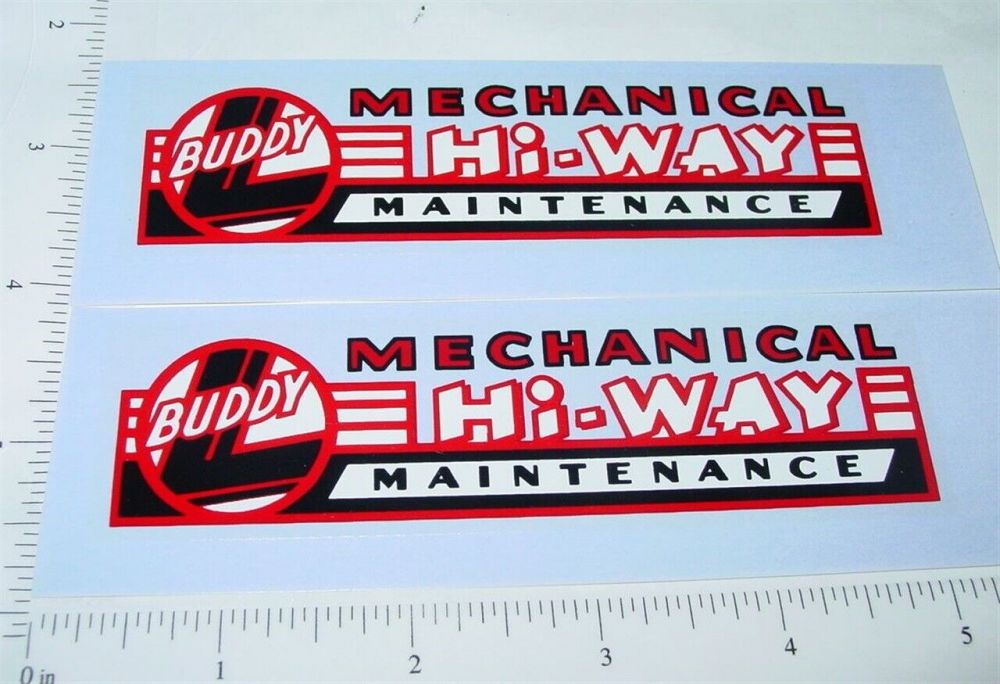 2
MECHANICAL
BUDDY
Hi-WAY
3
MAINTENANCE
4
MECHANICAL
BUDDY
Hi-WAY
MAINTENANCE
0 in 1 2 3 4 5